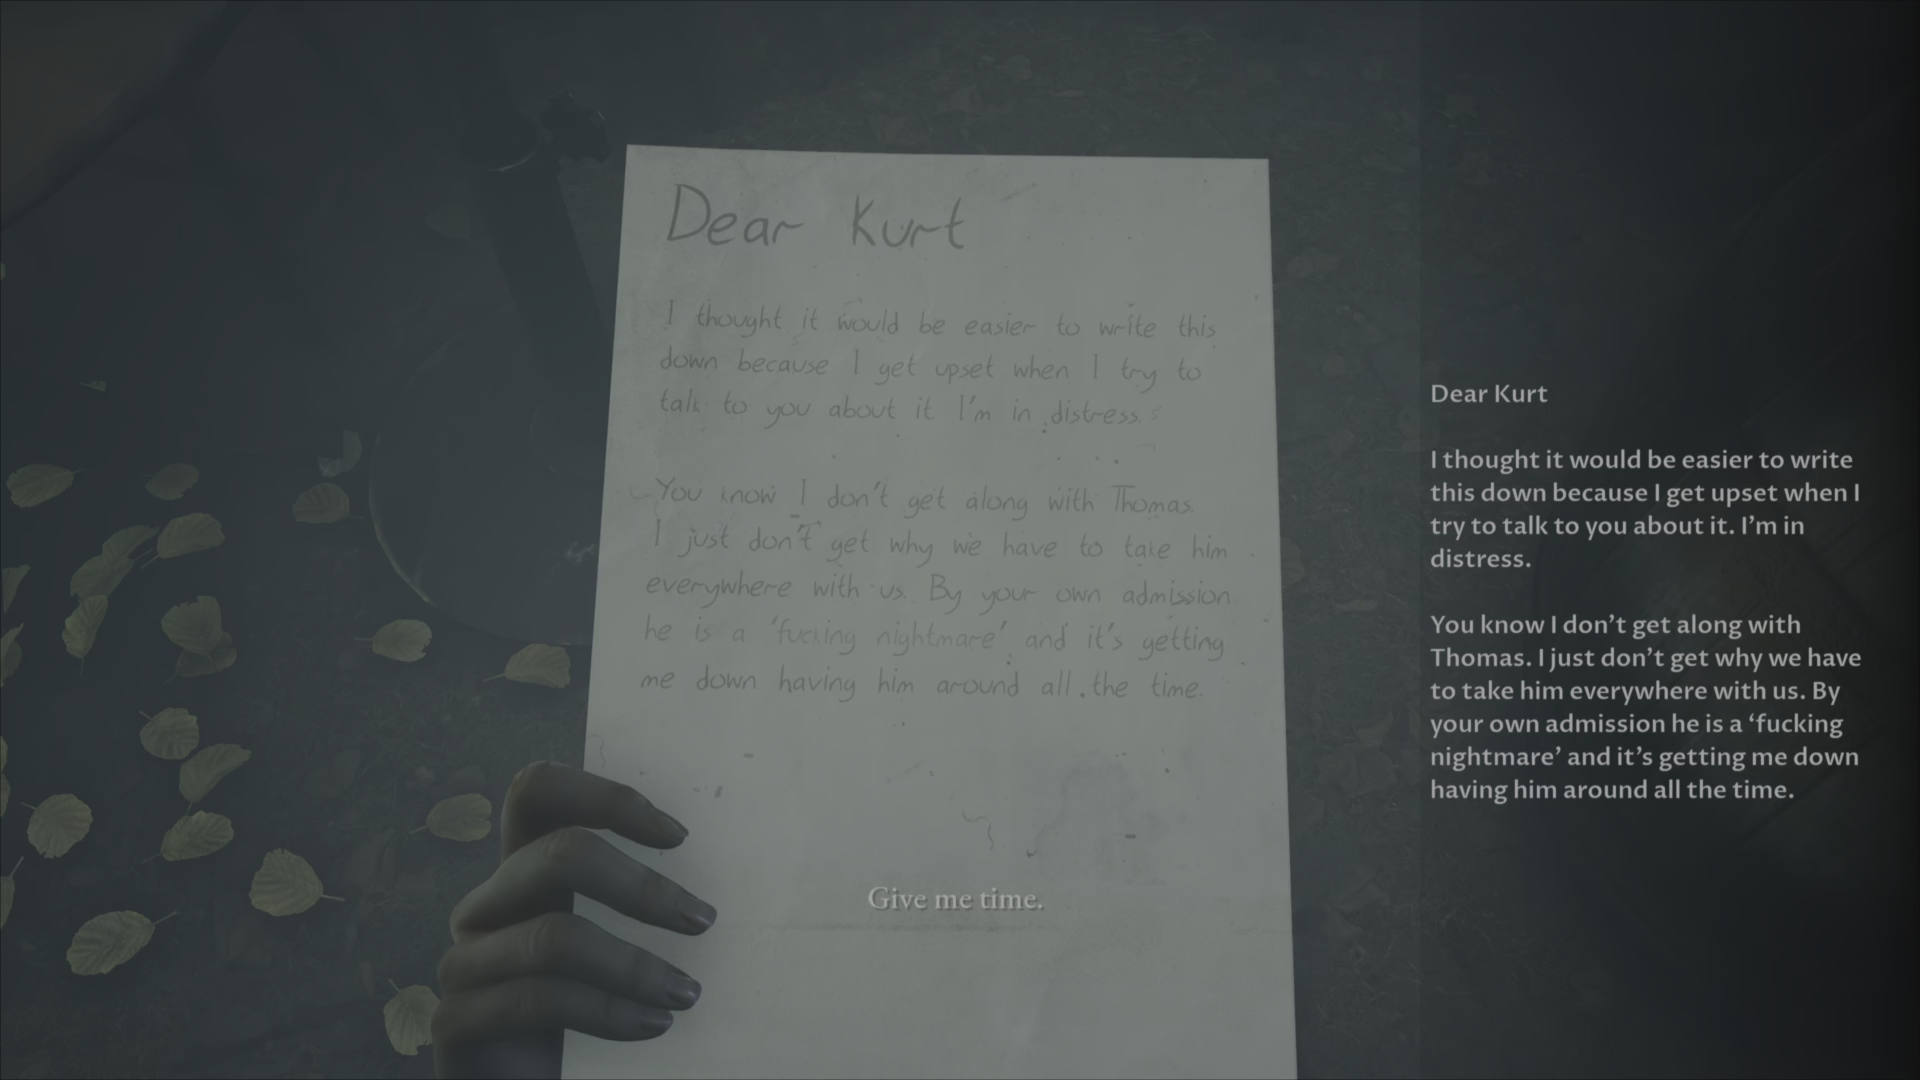 Dear Kurt
I thought it would be easier to write this
down because I get upset when I try to
talk to you about it I'm in distress.
You know I don't get along with Thomas.
I just don't get why we have to take him
everywhere with us. By your own admission
he is a 'fucking nightmare' and it's getting
me down having him around all the time.
Give me time.
Dear Kurt
I thought it would be easier to write
this down because I get upset when I
try to talk to you about it. I’m in
distress.
You know I don’t get along with
Thomas. I just don’t get why we have
to take him everywhere with us. By
your own admission he is a ‘fucking
nightmare’ and it’s getting me down
having him around all the time.